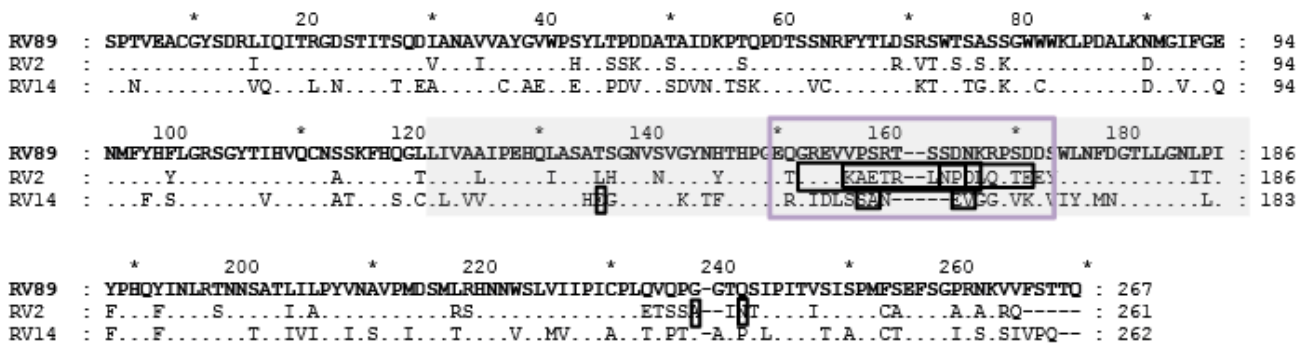 * 20 * 40 * 60 * 80 *
RV89 : SPTVEACGYSDRLIQITRGDSTITSQDIANAVVAYGVWPSYLTPDDATAIDKPTQPDTSSNRFYTLDSRSWTSASSGWWWKLPDALKNMGIFGE : 94
RV2 : ............I..............V...I.......H..SSK..S.....S............R.VT.S.S.K...........D...... : 94
RV14 : ..N.........VQ...L.N....T.EA.....C.AE..E..PDV..SDVN.TSK....VC.......KT..TG.K..C........D..V..Q : 94
100 * 120 * 140 * 160 * 180
RV89 : NMFYHFLGRSGYTIHVQCNSSKFHQGLLIVAAIPEHQLASATSGNVSVGYNHTHPGEQGREVVPSRT--SSDNKRPSDDSWLNFDGTLLGNLPI : 186
RV2 : .....Y.............A......T....L.....I...LH...N....Y.....T....KAETR--LNPDLQ.TEEY...........IT. : 186
RV14 : ...F.S.......V.....AT...S.C.L.VV........HEG.....K.TF.....R.IDLSSAN-----EVGG.VK.VIY.MN.......L. : 183
* 200 * 220 * 240 * 260 *
RV89 : YPHQYINLRTNNSATLILPYVNAVPMDSMLRHNNWSLVIIPICPLQVQPG-GTQSIPITVSISPMFSEFSGPRNKVVFSTTQ : 267
RV2 : F...F....S.....I.A...........RS..............ETSSA--INT.....I.....CA....A.A.RQ----- : 261
RV14 : F...F.......T..IVI..I.S..I...T....V..MV...A..T.PT.-A.P.L....T.A..CT....I..S.SIVPQ-- : 262